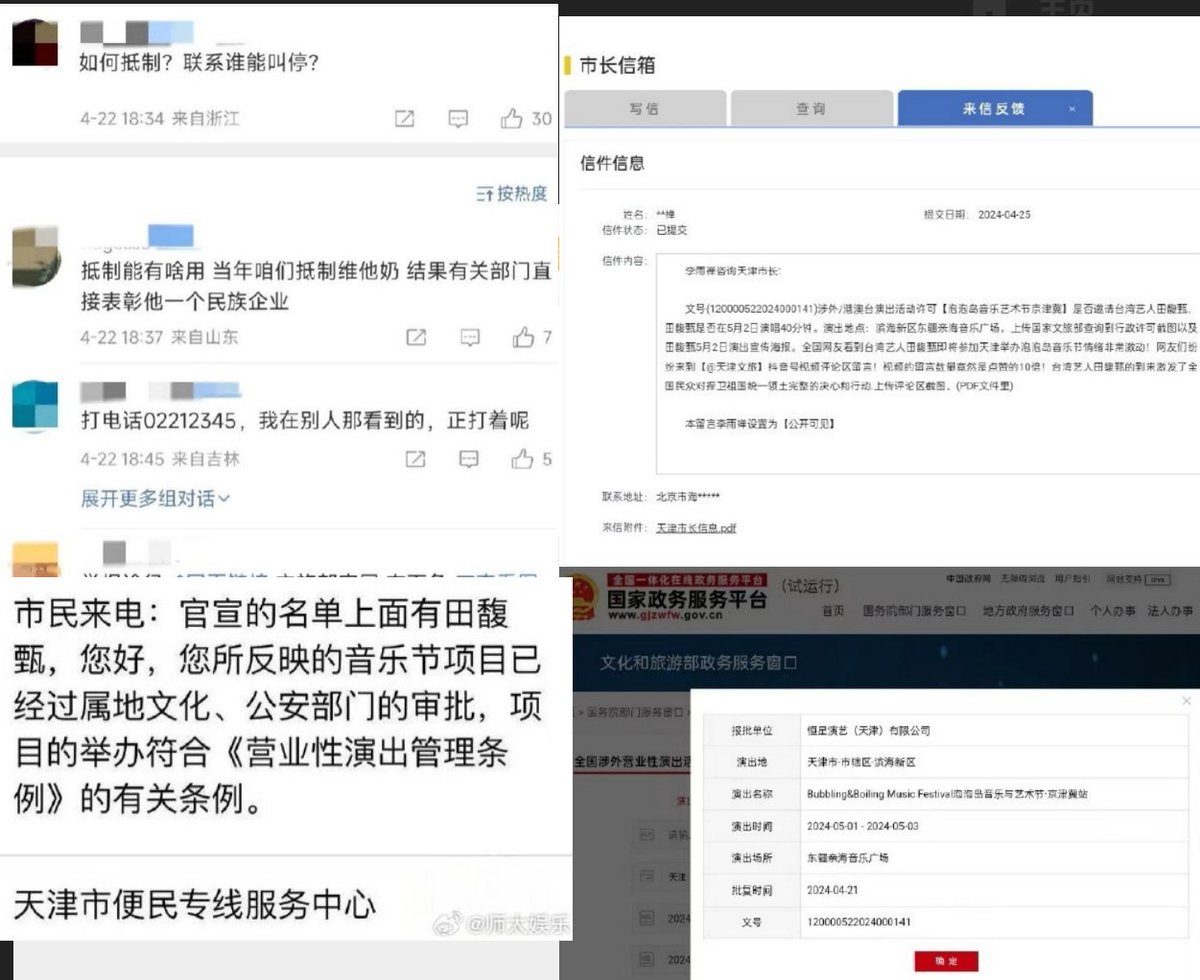 如何抵制？联系谁能叫停？
4-22 18:34 来自浙江
30
按热度
抵制能有啥用 当年咱们抵制维他奶 结果有关部门直
接表彰他一个民族企业
4-22 18:37 来自山东
7
打电话02212345，我在别人那看到的，正打着呢
4-22 18:45 来自吉林
5
展开更多组对话
市民来电：官宣的名单上面有田馥
甄，您好，您所反映的音乐节项目已
经过属地文化、公安部门的审批，项
目的举办符合《营业性演出管理条
例》的有关条例。
天津市便民专线服务中心
@师太娱乐
市长信箱
写信
查询
来信反馈
×
信件信息
姓名：
**禅
提交日期：
2024-04-25
信件状态：
已提交
信件内容：
李雨禅咨询天津市长:
文号(120000522024000141)涉外/港澳台演出活动许可【泡泡岛音乐艺术节京津冀】是否邀请台湾艺人田馥甄,
田馥甄是否在5月2日演唱40分钟。演出地点：滨海新区东疆亲海音乐广场。上传国家文旅部查询到行政许可截图以及
田馥甄5月2日演出宣传海报。全国网友看到台湾艺人田馥甄即将参加天津举办泡泡岛音乐节情绪非常激动！网友们纷
纷来到【@天津文旅】抖音号视频评论区留言！视频的留言数量竟然是点赞的10倍！台湾艺人田馥甄的到来激发了全
国民众对捍卫祖国统一领土完整的决心和行动.上传评论区截图、(PDF文件里)
本留言李雨禅设置为【公开可见】
联系地址：
北京市海*****
来信附件：
天津市长信息.pdf
全国一体化在线政务服务平台
国家政务服务平台
(试运行)
www.gjzwfw.gov.cn
中国政府网
无障碍浏览
用户指引
网站支持
IPv6
首页
国务院部门服务窗口
地方政府服务窗口
个人办事
法人办事
文化和旅游部政务服务窗口
> 国务院部门服务窗口
全国涉外营业性演出活
演出
请输
天津
2024
2024
×
报批单位
恒星演艺（天津）有限公司
演出地
天津市·市辖区·滨海新区
演出名称
Bubbling&Boiling Music Festival泡泡岛音乐与艺术节·京津冀站
演出时间
2024-05-01 - 2024-05-03
演出场所
东疆亲海音乐广场
批复时间
2024-04-21
文号
120000522024000141
确 定